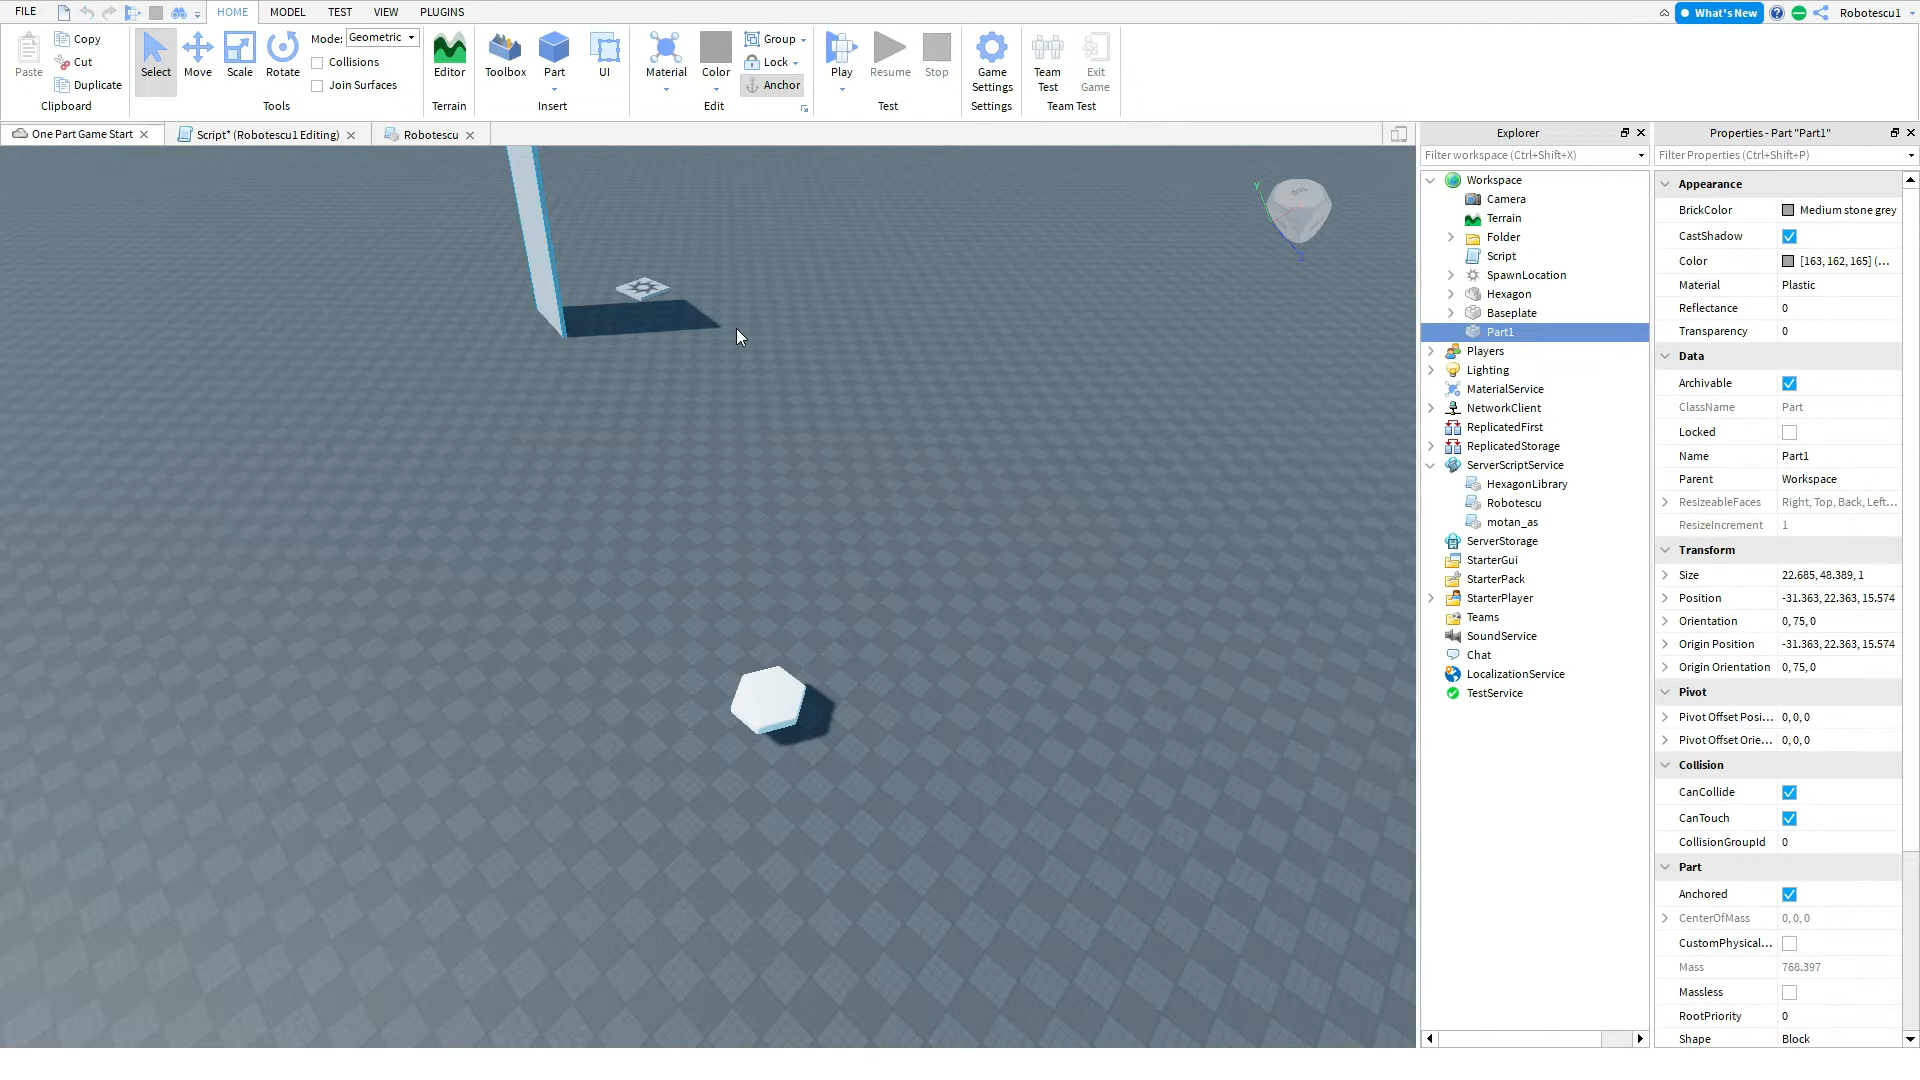 FILE HOME MODEL TEST VIEW PLUGINS What's New Robotescu1
Paste Copy Cut Duplicate Clipboard
Select Move Scale Rotate Mode: Geometric Collisions Join Surfaces Tools
Editor Terrain
Toolbox Part UI Insert
Material Color Group Lock Anchor Edit
Play Resume Stop Test
Game Settings Settings
Team Test Exit Game Team Test
One Part Game Start Script* (Robotescu1 Editing) Robotescu
Explorer
Filter workspace (Ctrl+Shift+X)
Workspace
Camera
Terrain
Folder
Script
SpawnLocation
Hexagon
Baseplate
Part1
Players
Lighting
MaterialService
NetworkClient
ReplicatedFirst
ReplicatedStorage
ServerScriptService
HexagonLibrary
Robotescu
motan_as
ServerStorage
StarterGui
StarterPack
StarterPlayer
Teams
SoundService
Chat
LocalizationService
TestService
Properties - Part "Part1"
Filter Properties (Ctrl+Shift+P)
Appearance
BrickColor Medium stone grey
CastShadow
Color [163, 162, 165] (...
Material Plastic
Reflectance 0
Transparency 0
Data
Archivable
ClassName Part
Locked
Name Part1
Parent Workspace
ResizeableFaces Right, Top, Back, Left...
ResizeIncrement 1
Transform
Size 22.685, 48.389, 1
Position -31.363, 22.363, 15.574
Orientation 0, 75, 0
Origin Position -31.363, 22.363, 15.574
Origin Orientation 0, 75, 0
Pivot
Pivot Offset Posi... 0, 0, 0
Pivot Offset Orie... 0, 0, 0
Collision
CanCollide
CanTouch
CollisionGroupId 0
Part
Anchored
CenterOfMass 0, 0, 0
CustomPhysical...
Mass 768.397
Massless
RootPriority 0
Shape Block
Y